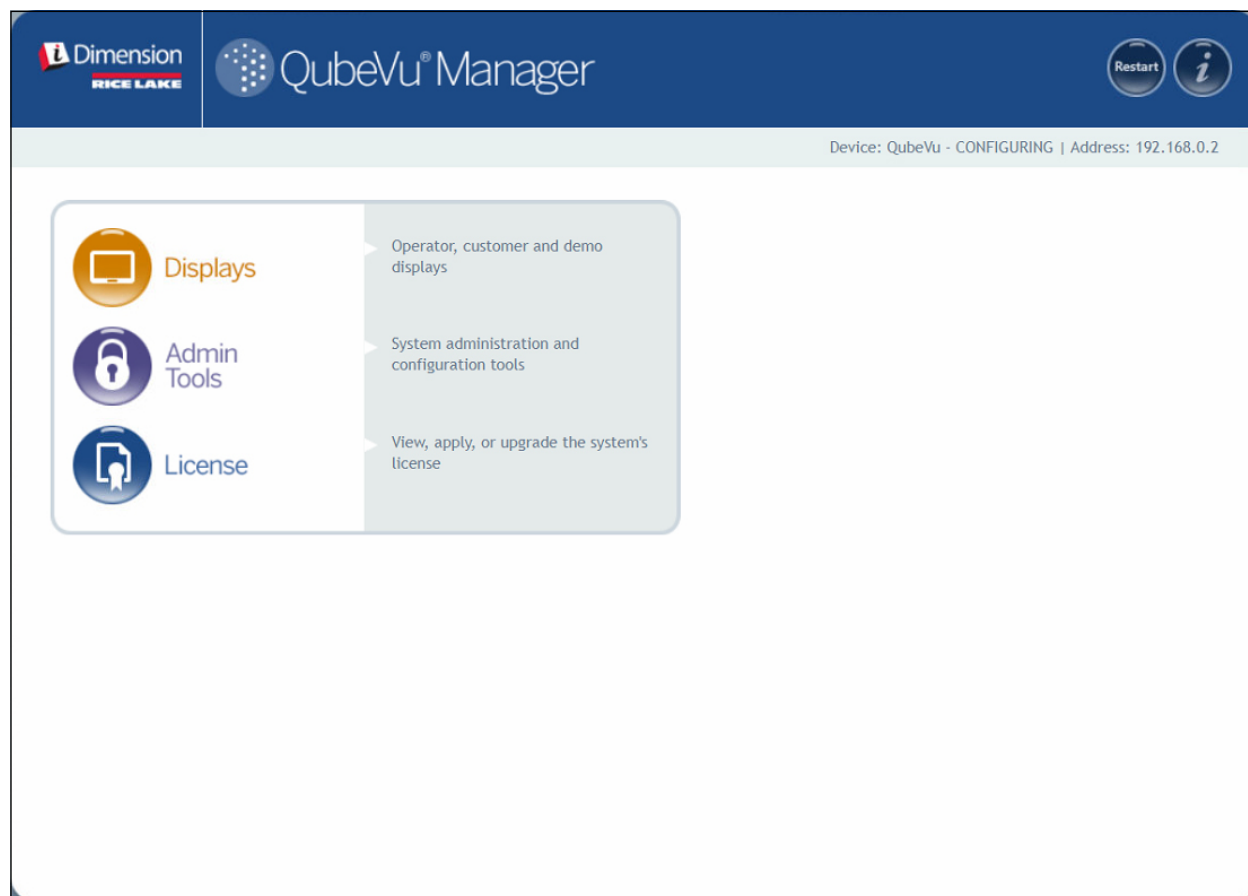 i Dimension
RICE LAKE
QubeVu® Manager
Restart
i
Device: QubeVu - CONFIGURING | Address: 192.168.0.2
Displays
Operator, customer and demo
displays
Admin
Tools
System administration and
configuration tools
License
View, apply, or upgrade the system's
license